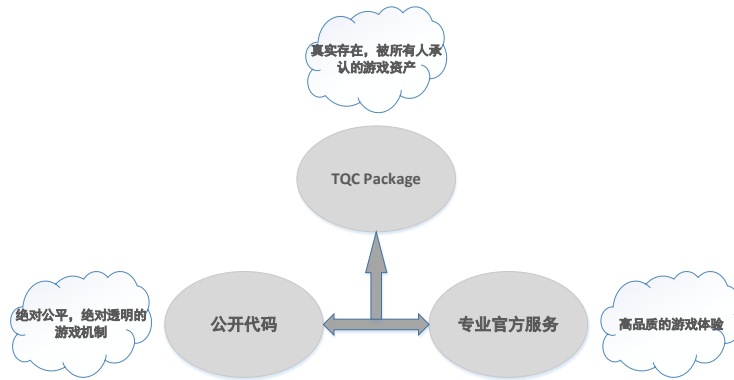 真实存在，被所有人承
认的游戏资产
TQC Package
绝对公平，绝对透明的
游戏机制
公开代码
专业官方服务
高品质的游戏体验